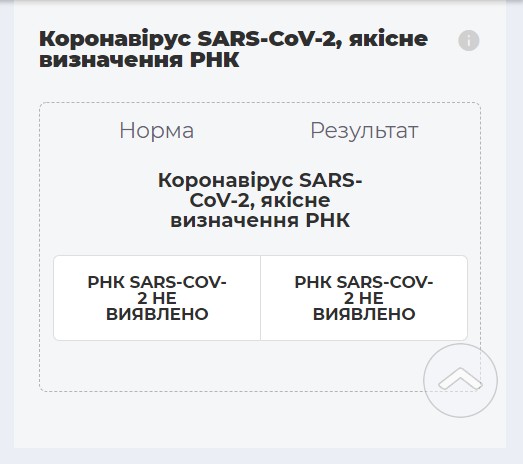 Коронавірус SARS-CoV-2, якісне
визначення РНК
Норма Результат
Коронавірус SARS-
CoV-2, якісне
визначення РНК
РНК SARS-COV- РНК SARS-COV-
2 НЕ 2 НЕ
ВИЯВЛЕНО ВИЯВЛЕНО